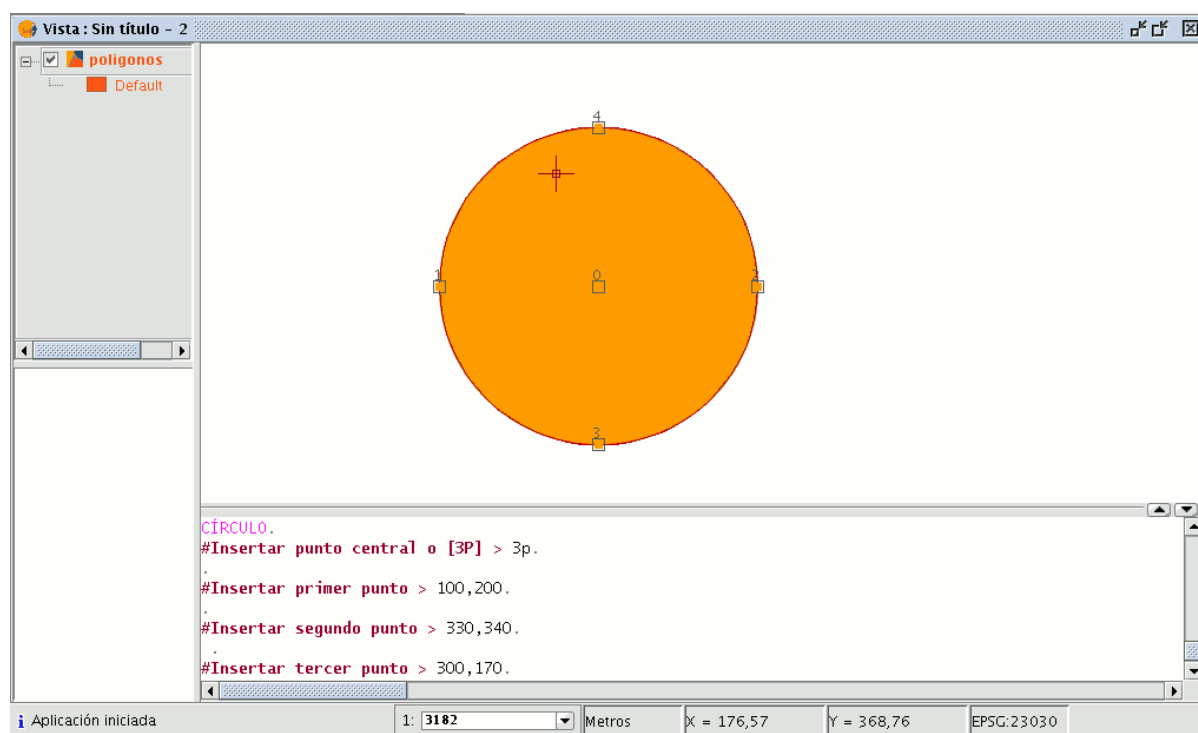 Vista : Sin título - 2
poligonos
Default
4
1
0
2
3
CÍRCULO.
#Insertar punto central o [3P] > 3p.
.
#Insertar primer punto > 100,200.
.
#Insertar segundo punto > 330,340.
.
#Insertar tercer punto > 300,170.
i Aplicación iniciada
1: 3182
Metros
X = 176,57
Y = 368,76
EPSG:23030